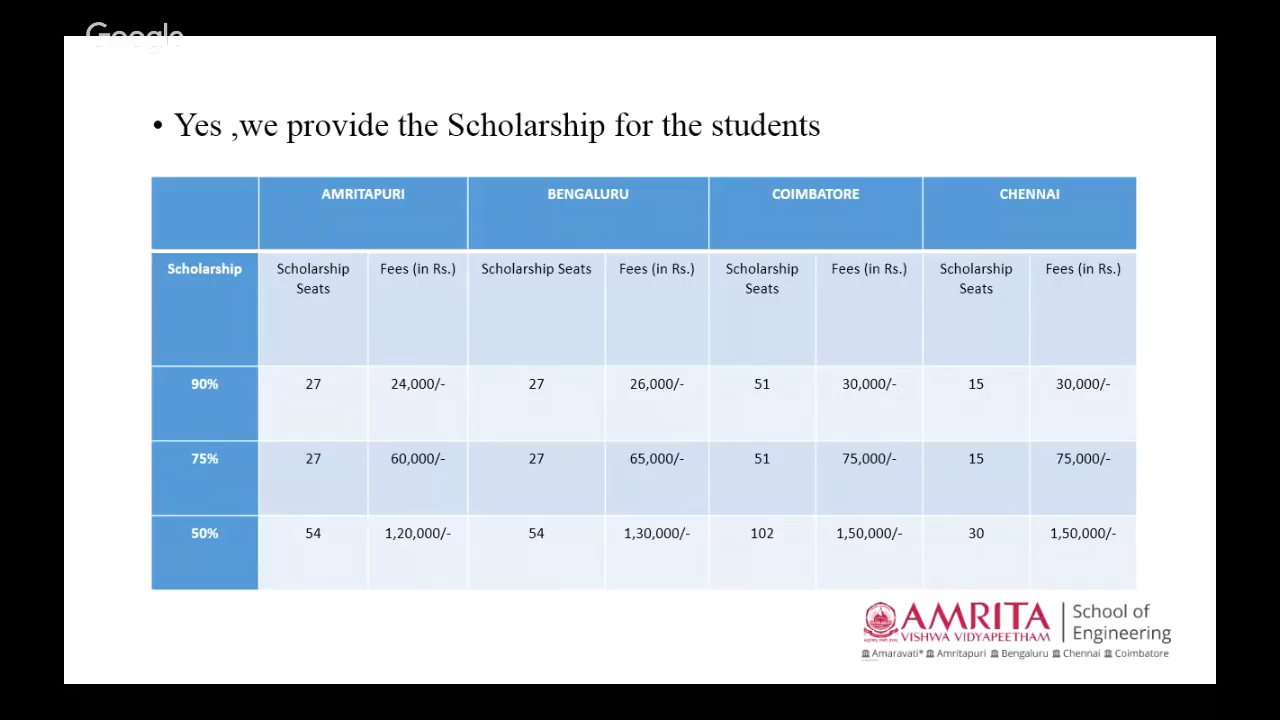 Google
• Yes ,we provide the Scholarship for the students
AMRITAPURI BENGALURU COIMBATORE CHENNAI
Scholarship Scholarship Seats Fees (in Rs.) Scholarship Seats Fees (in Rs.) Scholarship Seats Fees (in Rs.) Scholarship Seats Fees (in Rs.)
90% 27 24,000/- 27 26,000/- 51 30,000/- 15 30,000/-
75% 27 60,000/- 27 65,000/- 51 75,000/- 15 75,000/-
50% 54 1,20,000/- 54 1,30,000/- 102 1,50,000/- 30 1,50,000/-
AMRITA
VISHWA VIDYAPEETHAM
School of
Engineering
Amaravati* Amritapuri Bengaluru Chennai Coimbatore